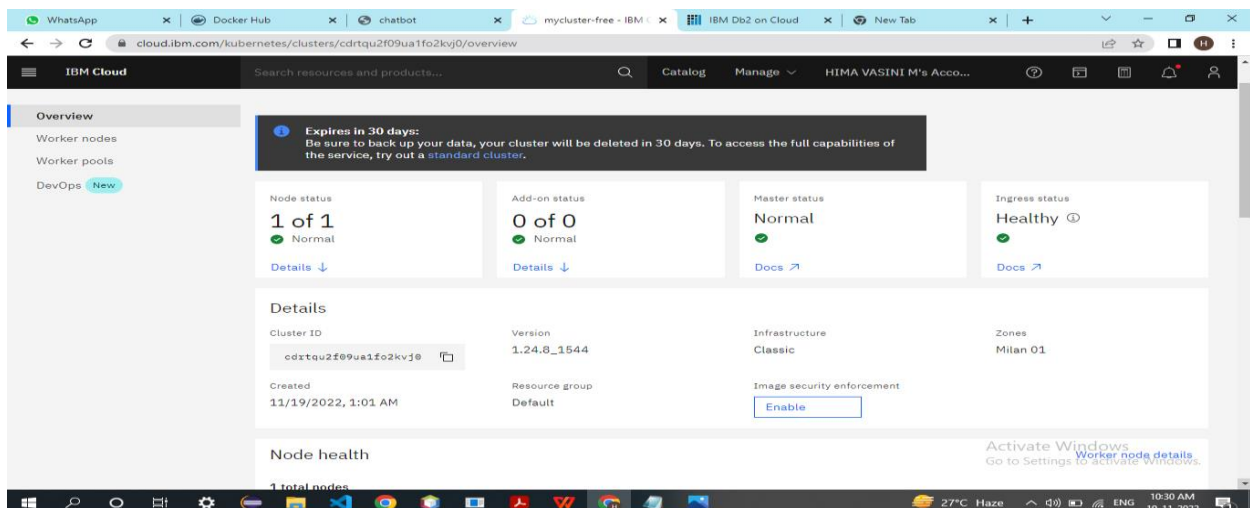 WhatsApp
Docker Hub
chatbot
mycluster-free - IBM C
IBM Db2 on Cloud
New Tab
cloud.ibm.com/kubernetes/clusters/cdrtqu2f09ua1fo2kvj0/overview
H
IBM Cloud
Search resources and products...
Catalog
Manage
HIMA VASINI M's Acco...
Overview
Worker nodes
Worker pools
DevOps New
Expires in 30 days:
Be sure to back up your data, your cluster will be deleted in 30 days. To access the full capabilities of
the service, try out a standard cluster.
Node status
1 of 1
Normal
Details
Add-on status
0 of 0
Normal
Details
Master status
Normal
Docs
Ingress status
Healthy
Docs
Details
Cluster ID
cdrtqu2f09ua1fo2kvj0
Version
1.24.8_1544
Infrastructure
Classic
Zones
Milan 01
Created
11/19/2022, 1:01 AM
Resource group
Default
Image security enforcement
Enable
Node health
Worker node details
1 total nodes
Activate Windows
Go to Settings to activate Windows.
27°C Haze
ENG
10:30 AM
19-11-2022